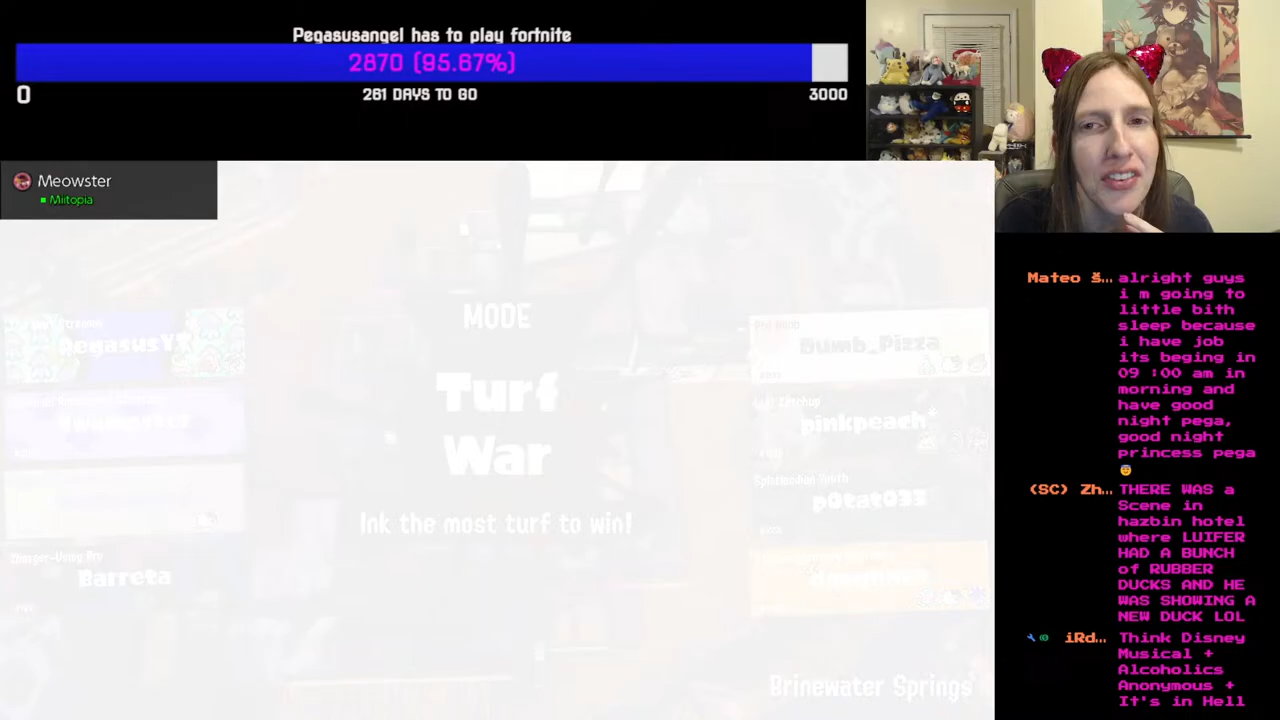 Pegasusangel has to play fortnite
2870 (95.67%)
0
261 DAYS TO GO
3000
Meowster
Miitopia
MODE
Turf
War
Ink the most turf to win!
PegasusYT
Barreta
Dumb_Pizza
pinkpeach*
p0tat033
Brinewater Springs
Mateo š... alright guys
i m going to
little bith
sleep because
i have job
its beging in
09 :00 am in
morning and
have good
night pega,
good night
princess pega
😇
(SC) Zh... THERE WAS a
Scene in
hazbin hotel
where LUIFER
HAD A BUNCH
of RUBBER
DUCKS AND HE
WAS SHOWING A
NEW DUCK LOL
iRd... Think Disney
Musical +
Alcoholics
Anonymous +
It's in Hell